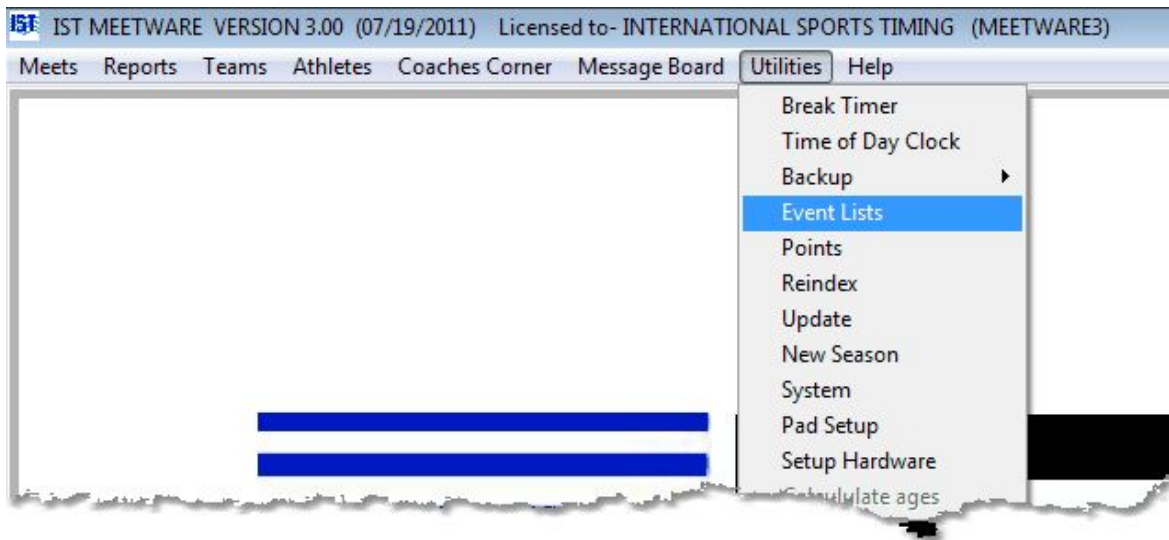 IST IST MEETWARE VERSION 3.00 (07/19/2011) Licensed to- INTERNATIONAL SPORTS TIMING (MEETWARE3)
Meets Reports Teams Athletes Coaches Corner Message Board Utilities Help
Break Timer
Time of Day Clock
Backup
Event Lists
Points
Reindex
Update
New Season
System
Pad Setup
Setup Hardware
ages